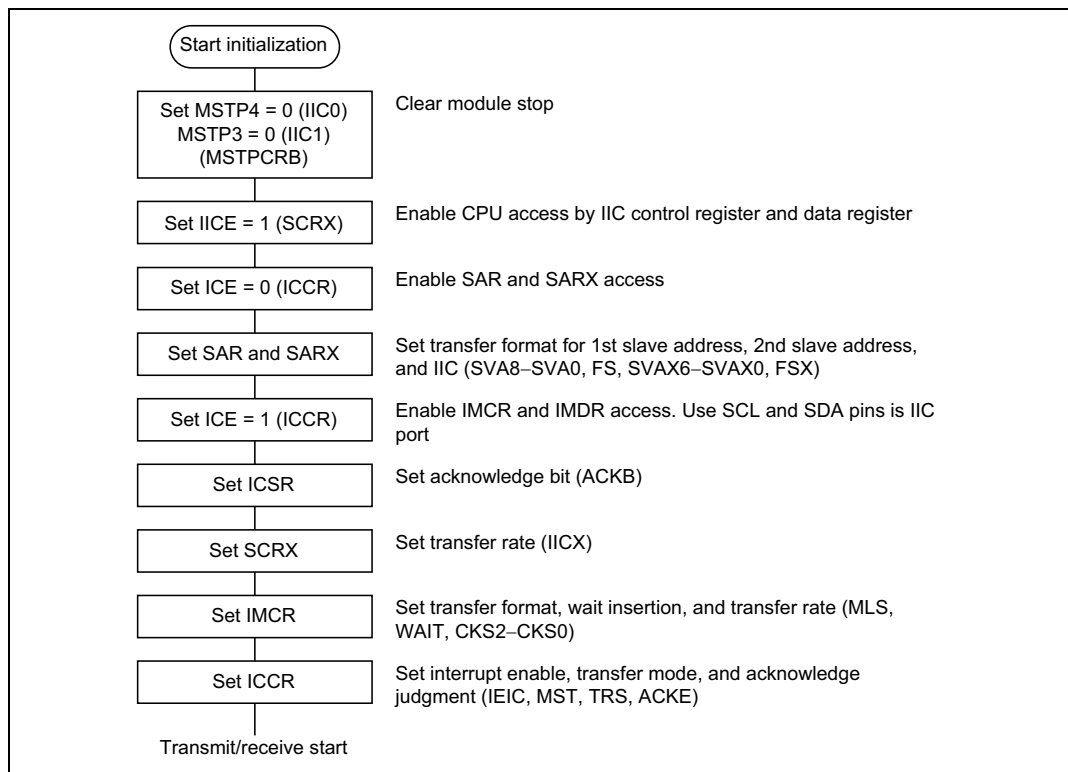 Start initialization
Set MSTP4 = 0 (IIC0)
MSTP3 = 0 (IIC1)
(MSTPCRB)
Clear module stop
Set IICE = 1 (SCRX)
Enable CPU access by IIC control register and data register
Set ICE = 0 (ICCR)
Enable SAR and SARX access
Set SAR and SARX
Set transfer format for 1st slave address, 2nd slave address,
and IIC (SVA8–SVA0, FS, SVAX6–SVAX0, FSX)
Set ICE = 1 (ICCR)
Enable IMCR and IMDR access. Use SCL and SDA pins is IIC
port
Set ICSR
Set acknowledge bit (ACKB)
Set SCRX
Set transfer rate (IICX)
Set IMCR
Set transfer format, wait insertion, and transfer rate (MLS,
WAIT, CKS2–CKS0)
Set ICCR
Set interrupt enable, transfer mode, and acknowledge
judgment (IEIC, MST, TRS, ACKE)
Transmit/receive start